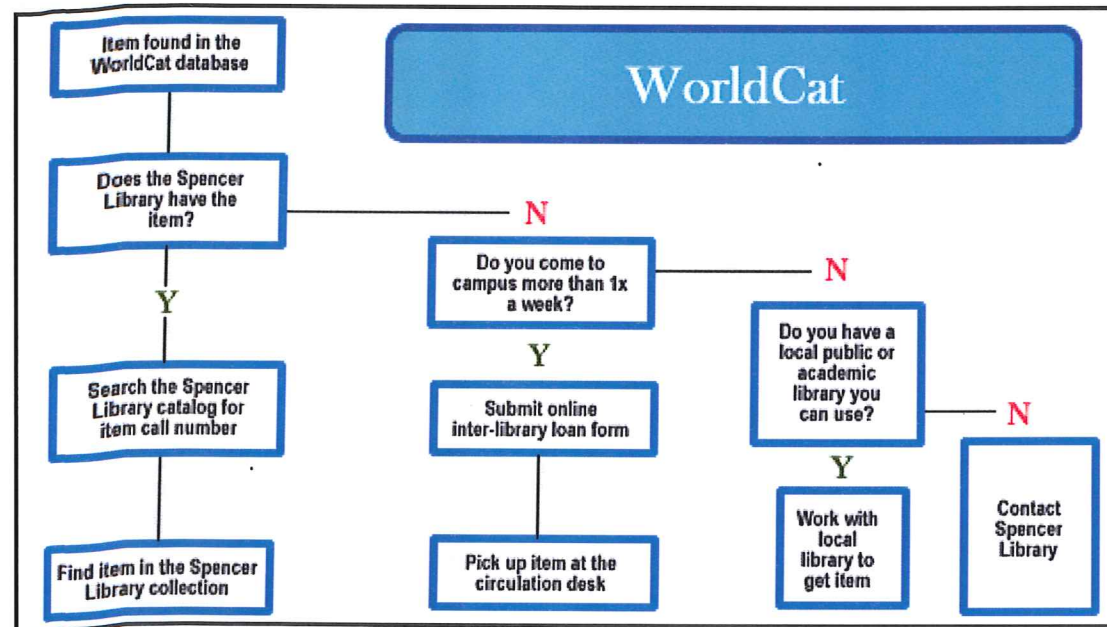 Item found in the
WorldCat database
WorldCat
Does the Spencer
Library have the
item?
N
Do you come to
campus more than 1x
a week?
N
Y
Do you have a
local public or
academic
library you
can use?
Y
Search the Spencer
Library catalog for
item call number
Submit online
inter-library loan form
N
Y
Find item in the Spencer
Library collection
Pick up item at the
circulation desk
Work with
local
library to
get item
Contact
Spencer
Library